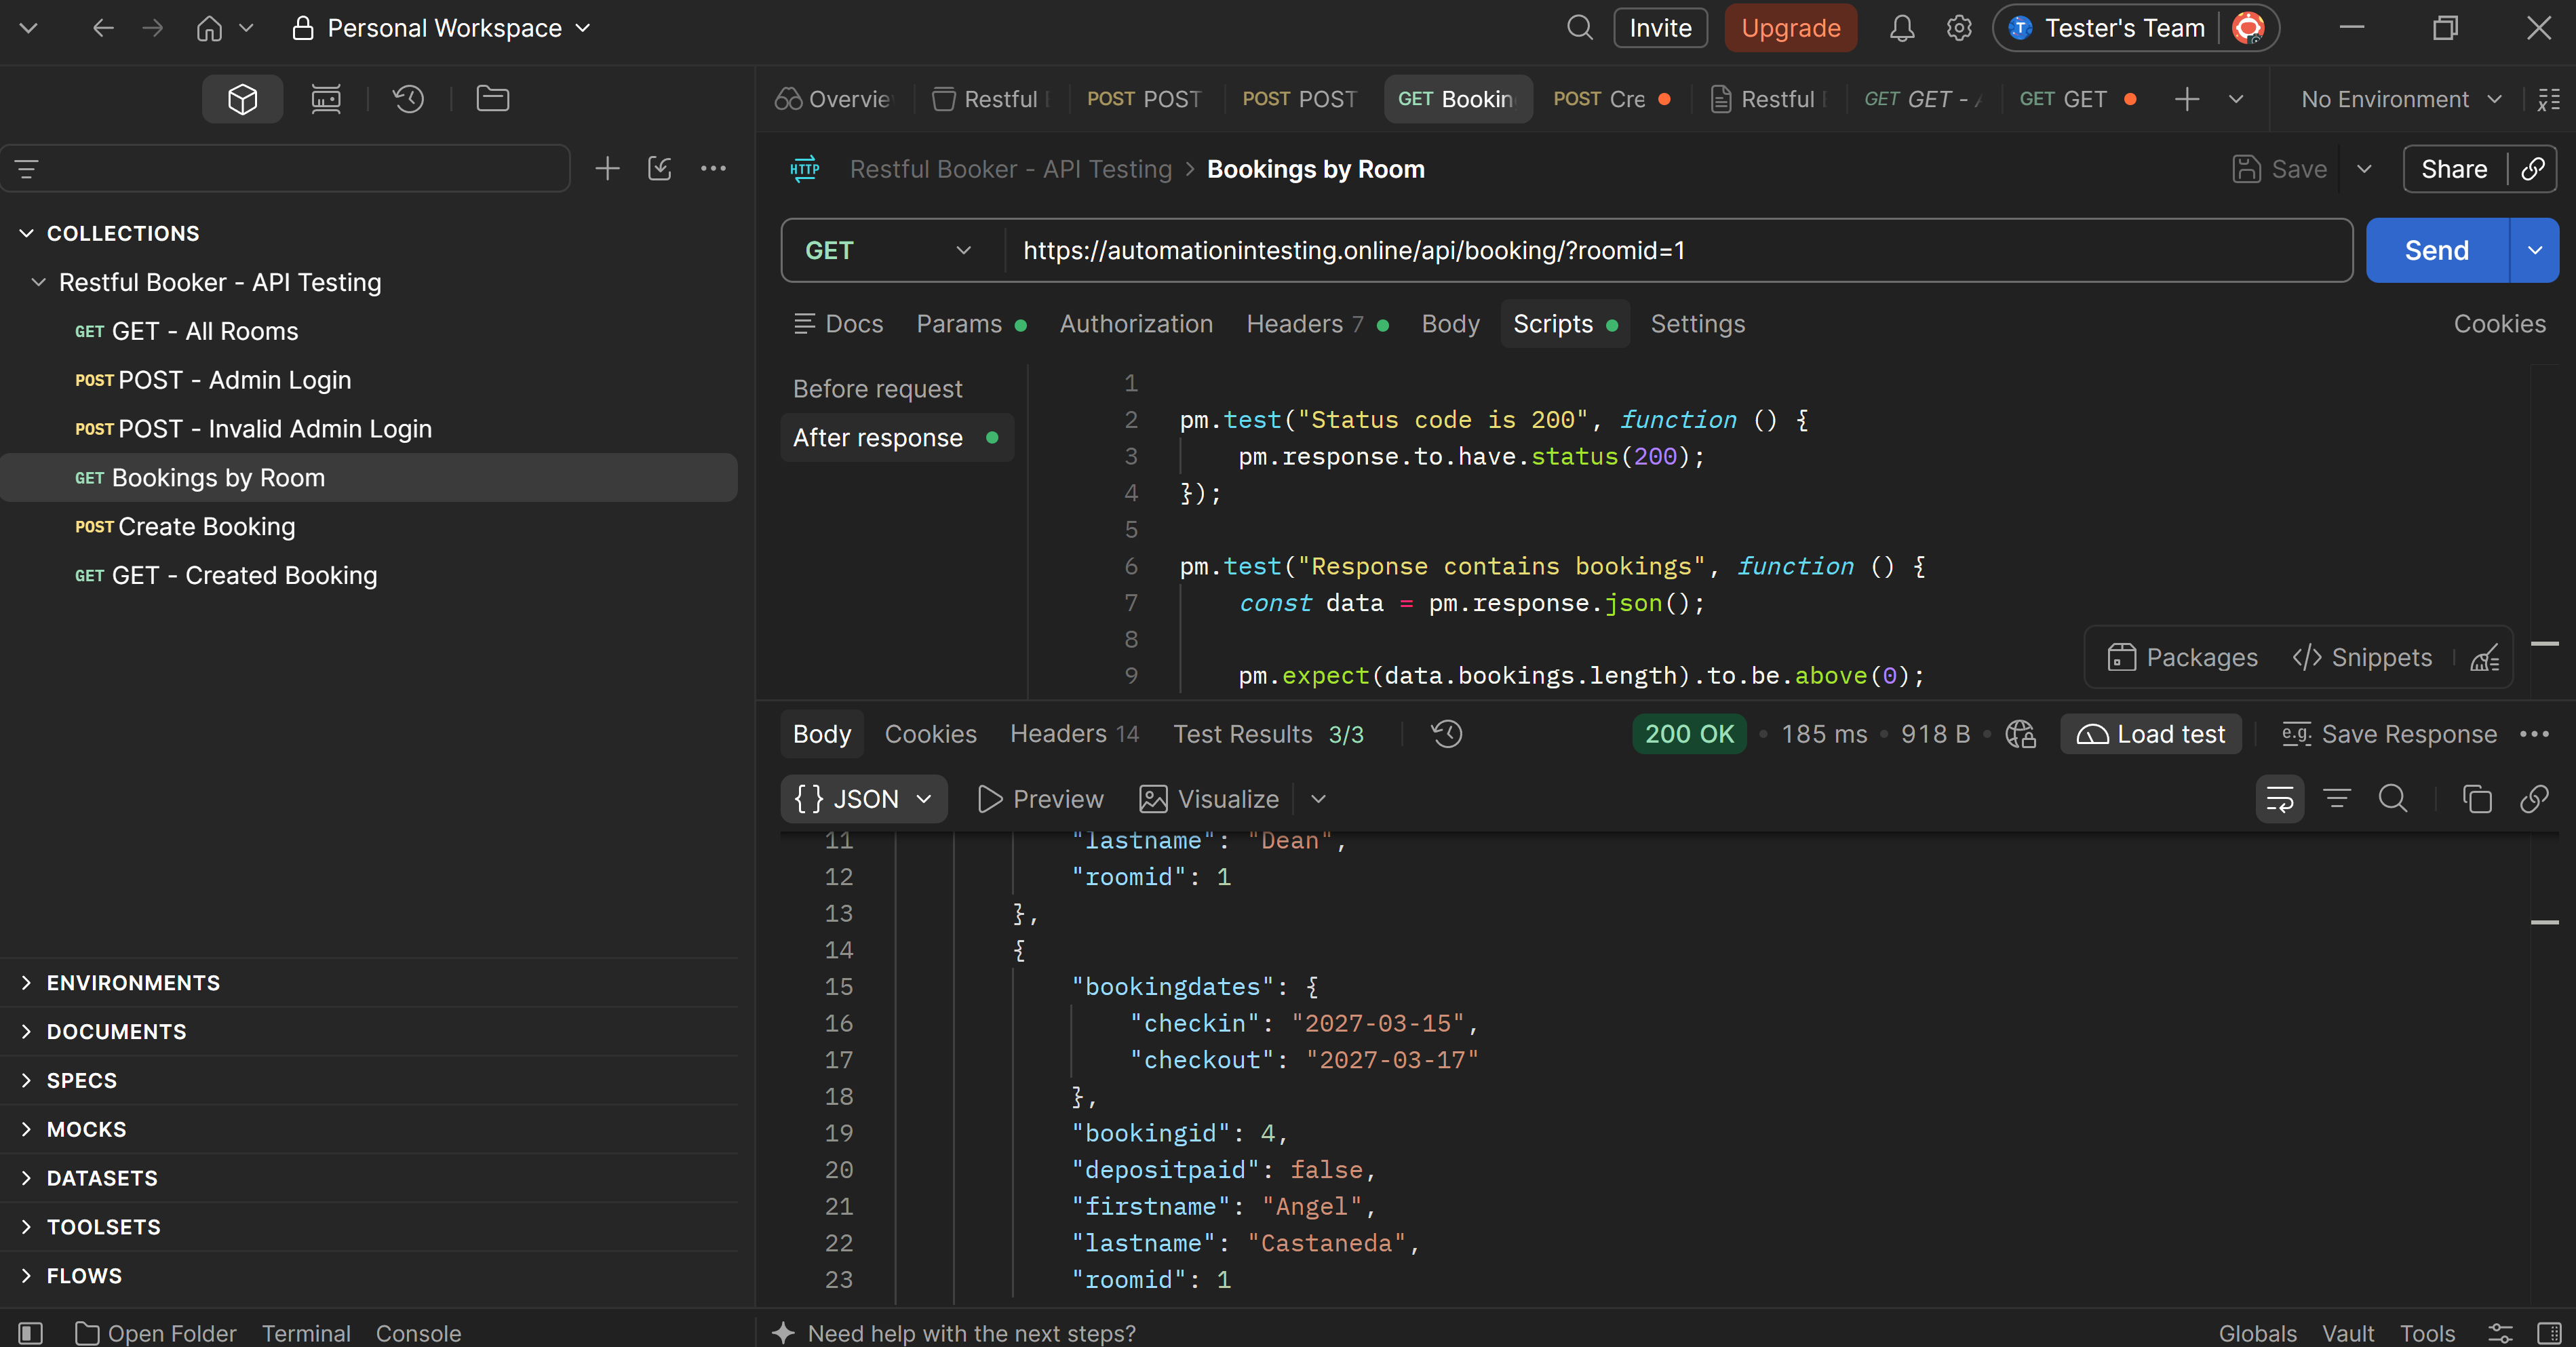 Personal Workspace
Invite
Upgrade
T
Tester's Team
Overvie
Restful
POST POST
POST POST
GET Bookin
POST Cre
Restful
GET GET -
GET GET
No Environment
HTTP
Restful Booker - API Testing > Bookings by Room
Save
Share
COLLECTIONS
Restful Booker - API Testing
GET GET - All Rooms
POST POST - Admin Login
POST POST - Invalid Admin Login
GET Bookings by Room
POST Create Booking
GET GET - Created Booking
ENVIRONMENTS
DOCUMENTS
SPECS
MOCKS
DATASETS
TOOLSETS
FLOWS
GET
https://automationintesting.online/api/booking/?roomid=1
Send
Docs
Params
Authorization
Headers 7
Body
Scripts
Settings
Cookies
Before request
After response
1
2 pm.test("Status code is 200", function () {
3 pm.response.to.have.status(200);
4 });
5
6 pm.test("Response contains bookings", function () {
7 const data = pm.response.json();
8
9 pm.expect(data.bookings.length).to.be.above(0);
Packages
Snippets
Body
Cookies
Headers 14
Test Results 3/3
200 OK
185 ms
918 B
Load test
e.g. Save Response
{} JSON
Preview
Visualize
11 "lastname": "Dean",
12 "roomid": 1
13 },
14 {
15 "bookingdates": {
16 "checkin": "2027-03-15",
17 "checkout": "2027-03-17"
18 },
19 "bookingid": 4,
20 "depositpaid": false,
21 "firstname": "Angel",
22 "lastname": "Castaneda",
23 "roomid": 1
Open Folder
Terminal
Console
Need help with the next steps?
Globals
Vault
Tools